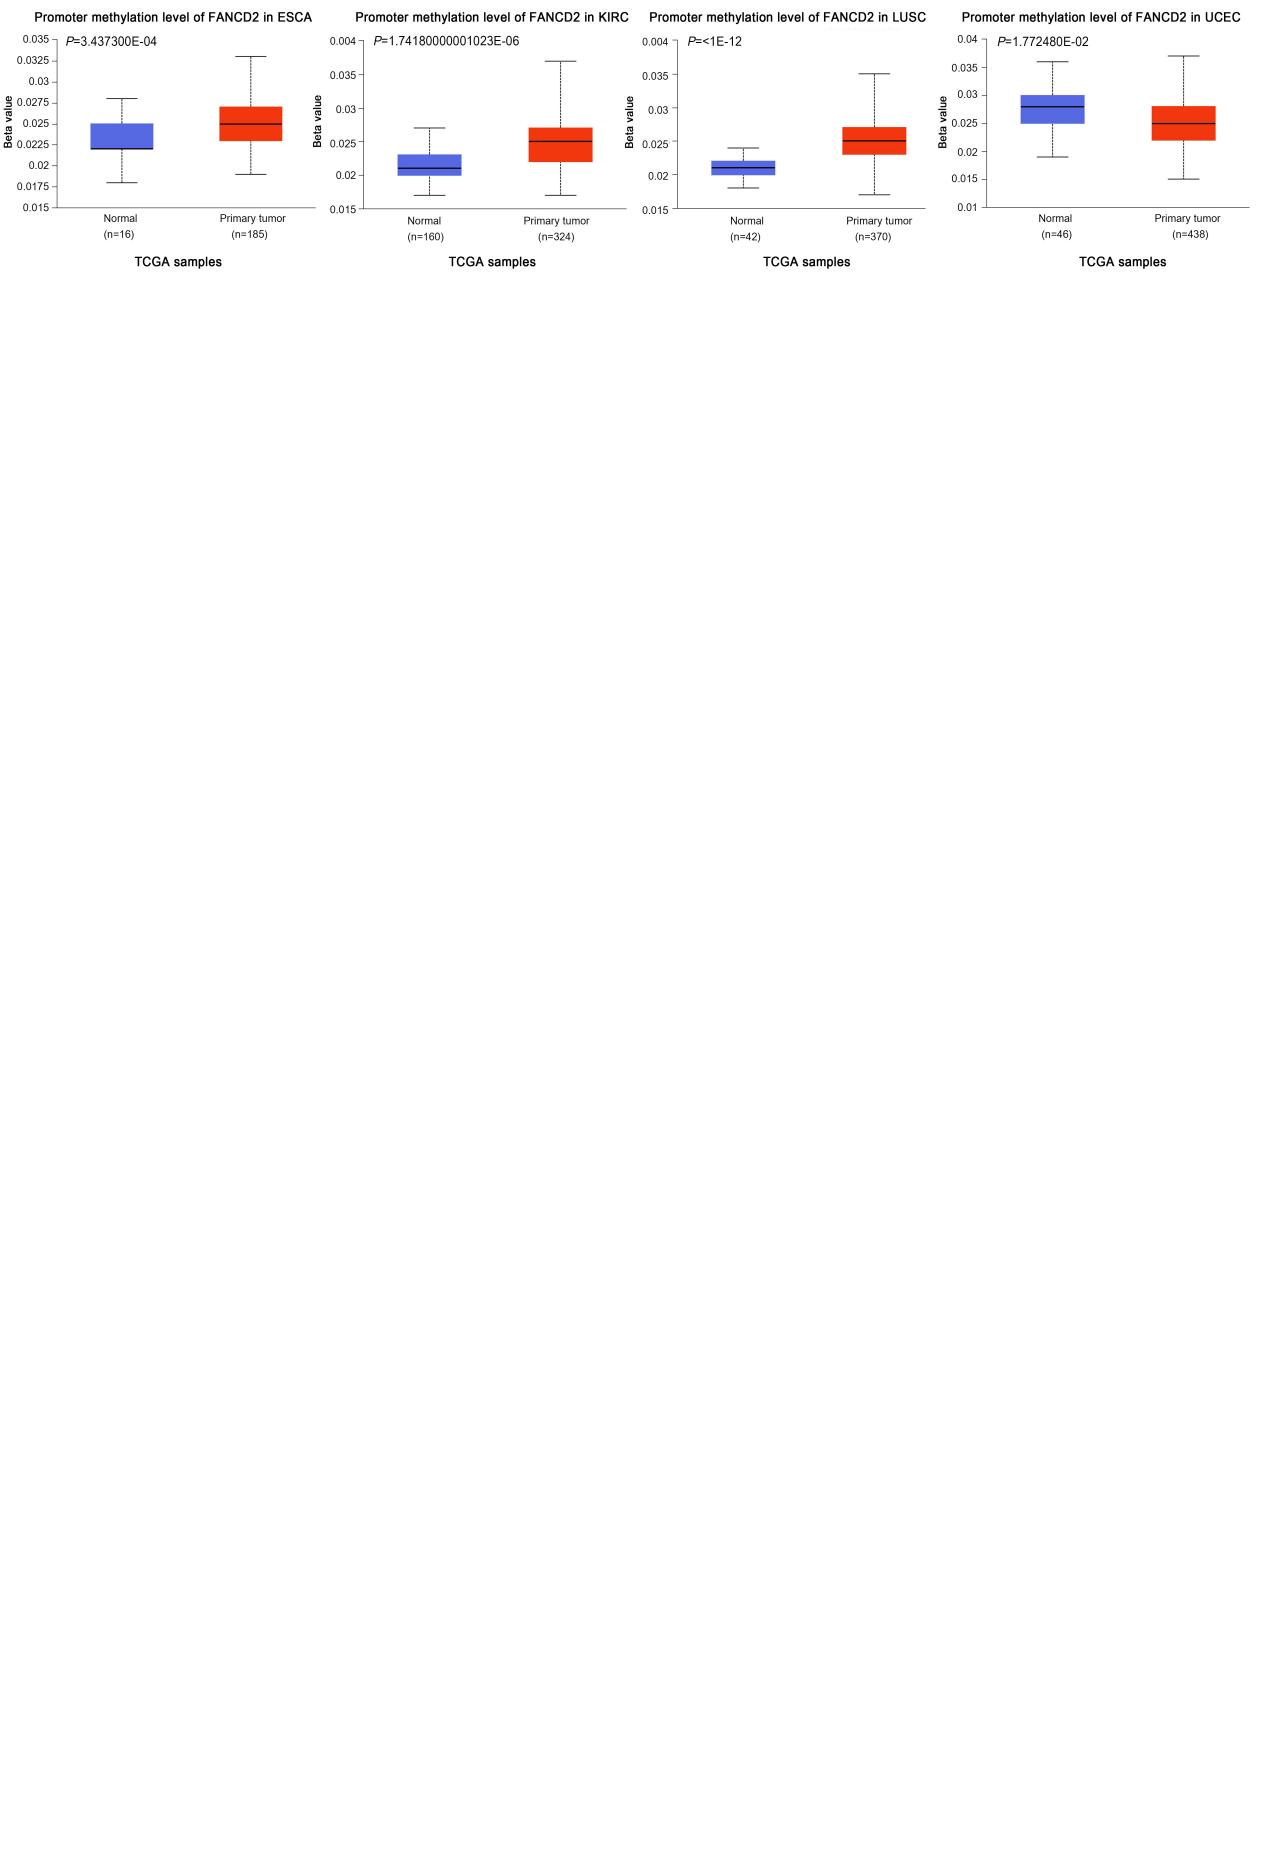 Promoter methylation level of FANCD2 in ESCA
P=3.437300E-04
Beta value
0.035
0.0325
0.03
0.0275
0.025
0.0225
0.02
0.0175
0.015
Normal
(n=16)
Primary tumor
(n=185)
TCGA samples
Promoter methylation level of FANCD2 in KIRC
P=1.74180000001023E-06
Beta value
0.004
0.035
0.03
0.025
0.02
0.015
Normal
(n=160)
Primary tumor
(n=324)
TCGA samples
Promoter methylation level of FANCD2 in LUSC
P=<1E-12
Beta value
0.004
0.035
0.03
0.025
0.02
0.015
Normal
(n=42)
Primary tumor
(n=370)
TCGA samples
Promoter methylation level of FANCD2 in UCEC
P=1.772480E-02
Beta value
0.04
0.035
0.03
0.025
0.02
0.015
0.01
Normal
(n=46)
Primary tumor
(n=438)
TCGA samples